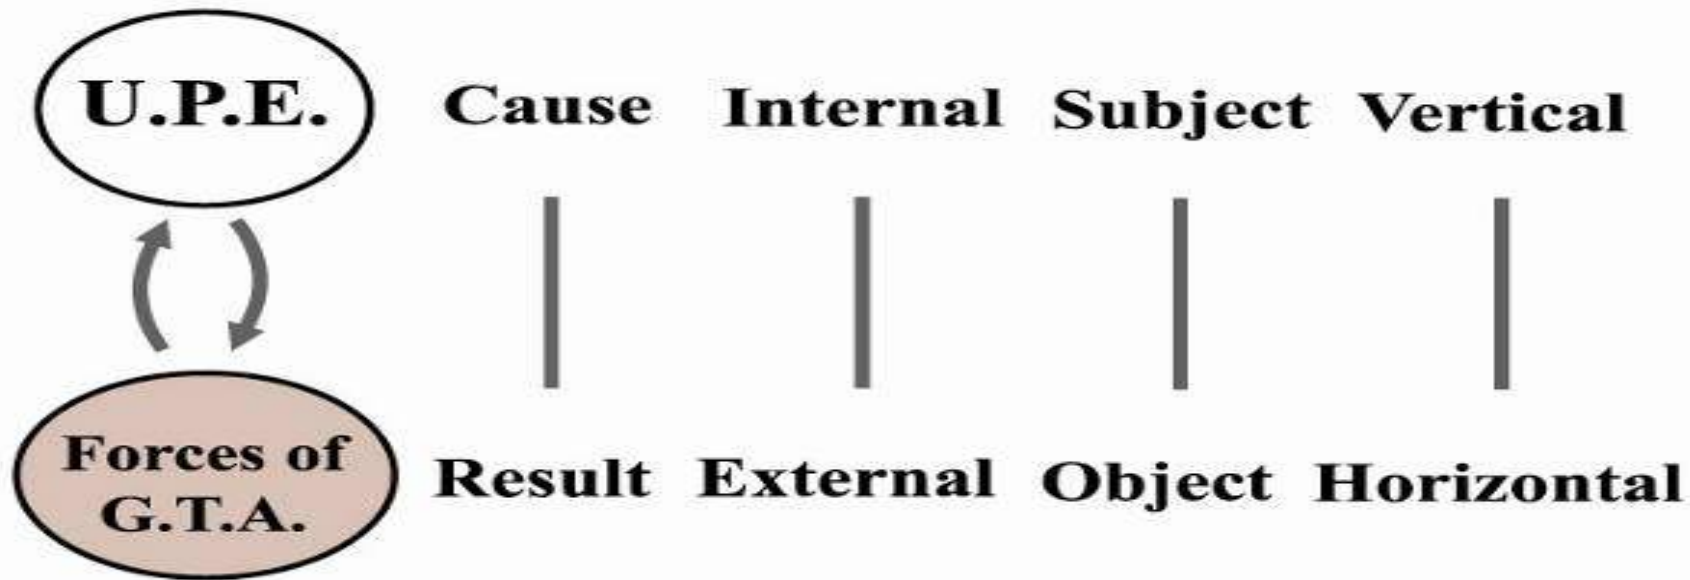 U.P.E. Cause Internal Subject Vertical
Forces of
G.T.A.
Result External Object Horizontal